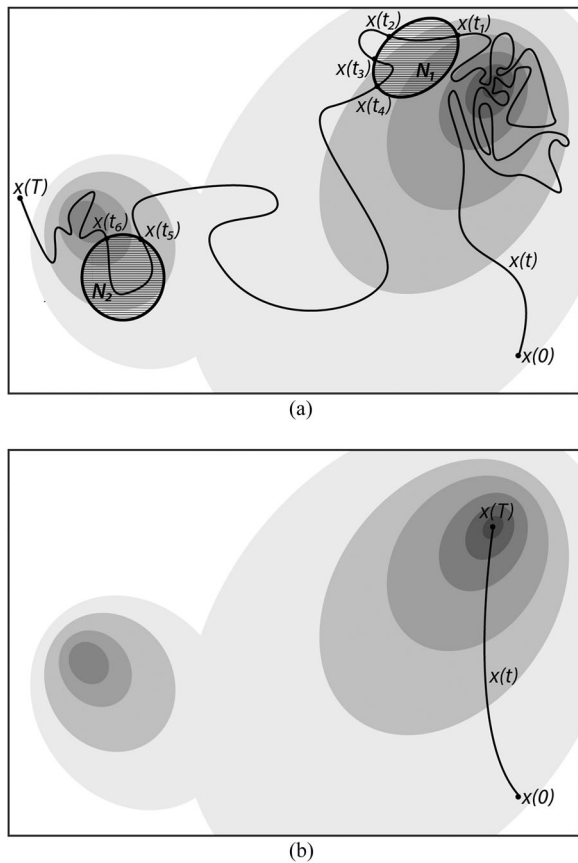 x(t₂)
x(t₁)
x(t₃)
N₁
x(t₄)
x(T)
x(t₆)
x(t₅)
N₂
x(t)
x(0)
(a)
x(T)
x(t)
x(0)
(b)